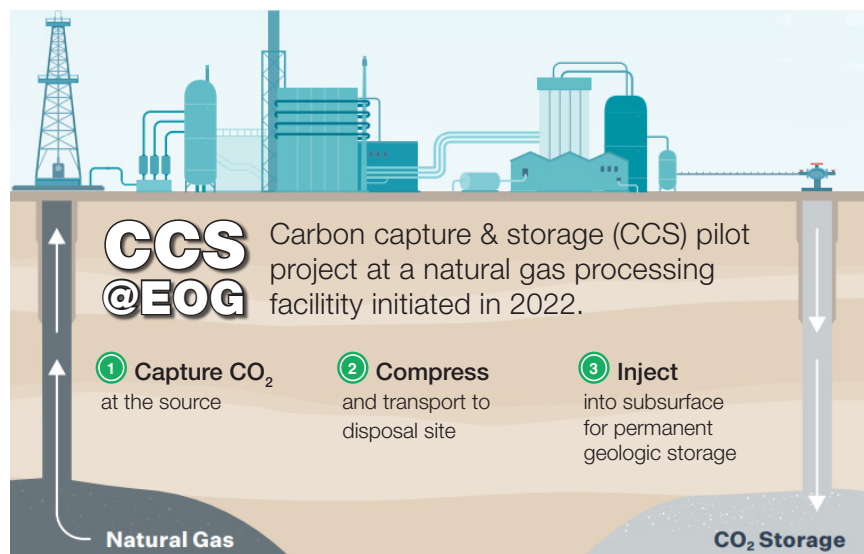 CCS
@EOG
Carbon capture & storage (CCS) pilot
project at a natural gas processing
facilitity initiated in 2022.
1 Capture CO₂
at the source
2 Compress
and transport to
disposal site
3 Inject
into subsurface
for permanent
geologic storage
Natural Gas
CO₂ Storage